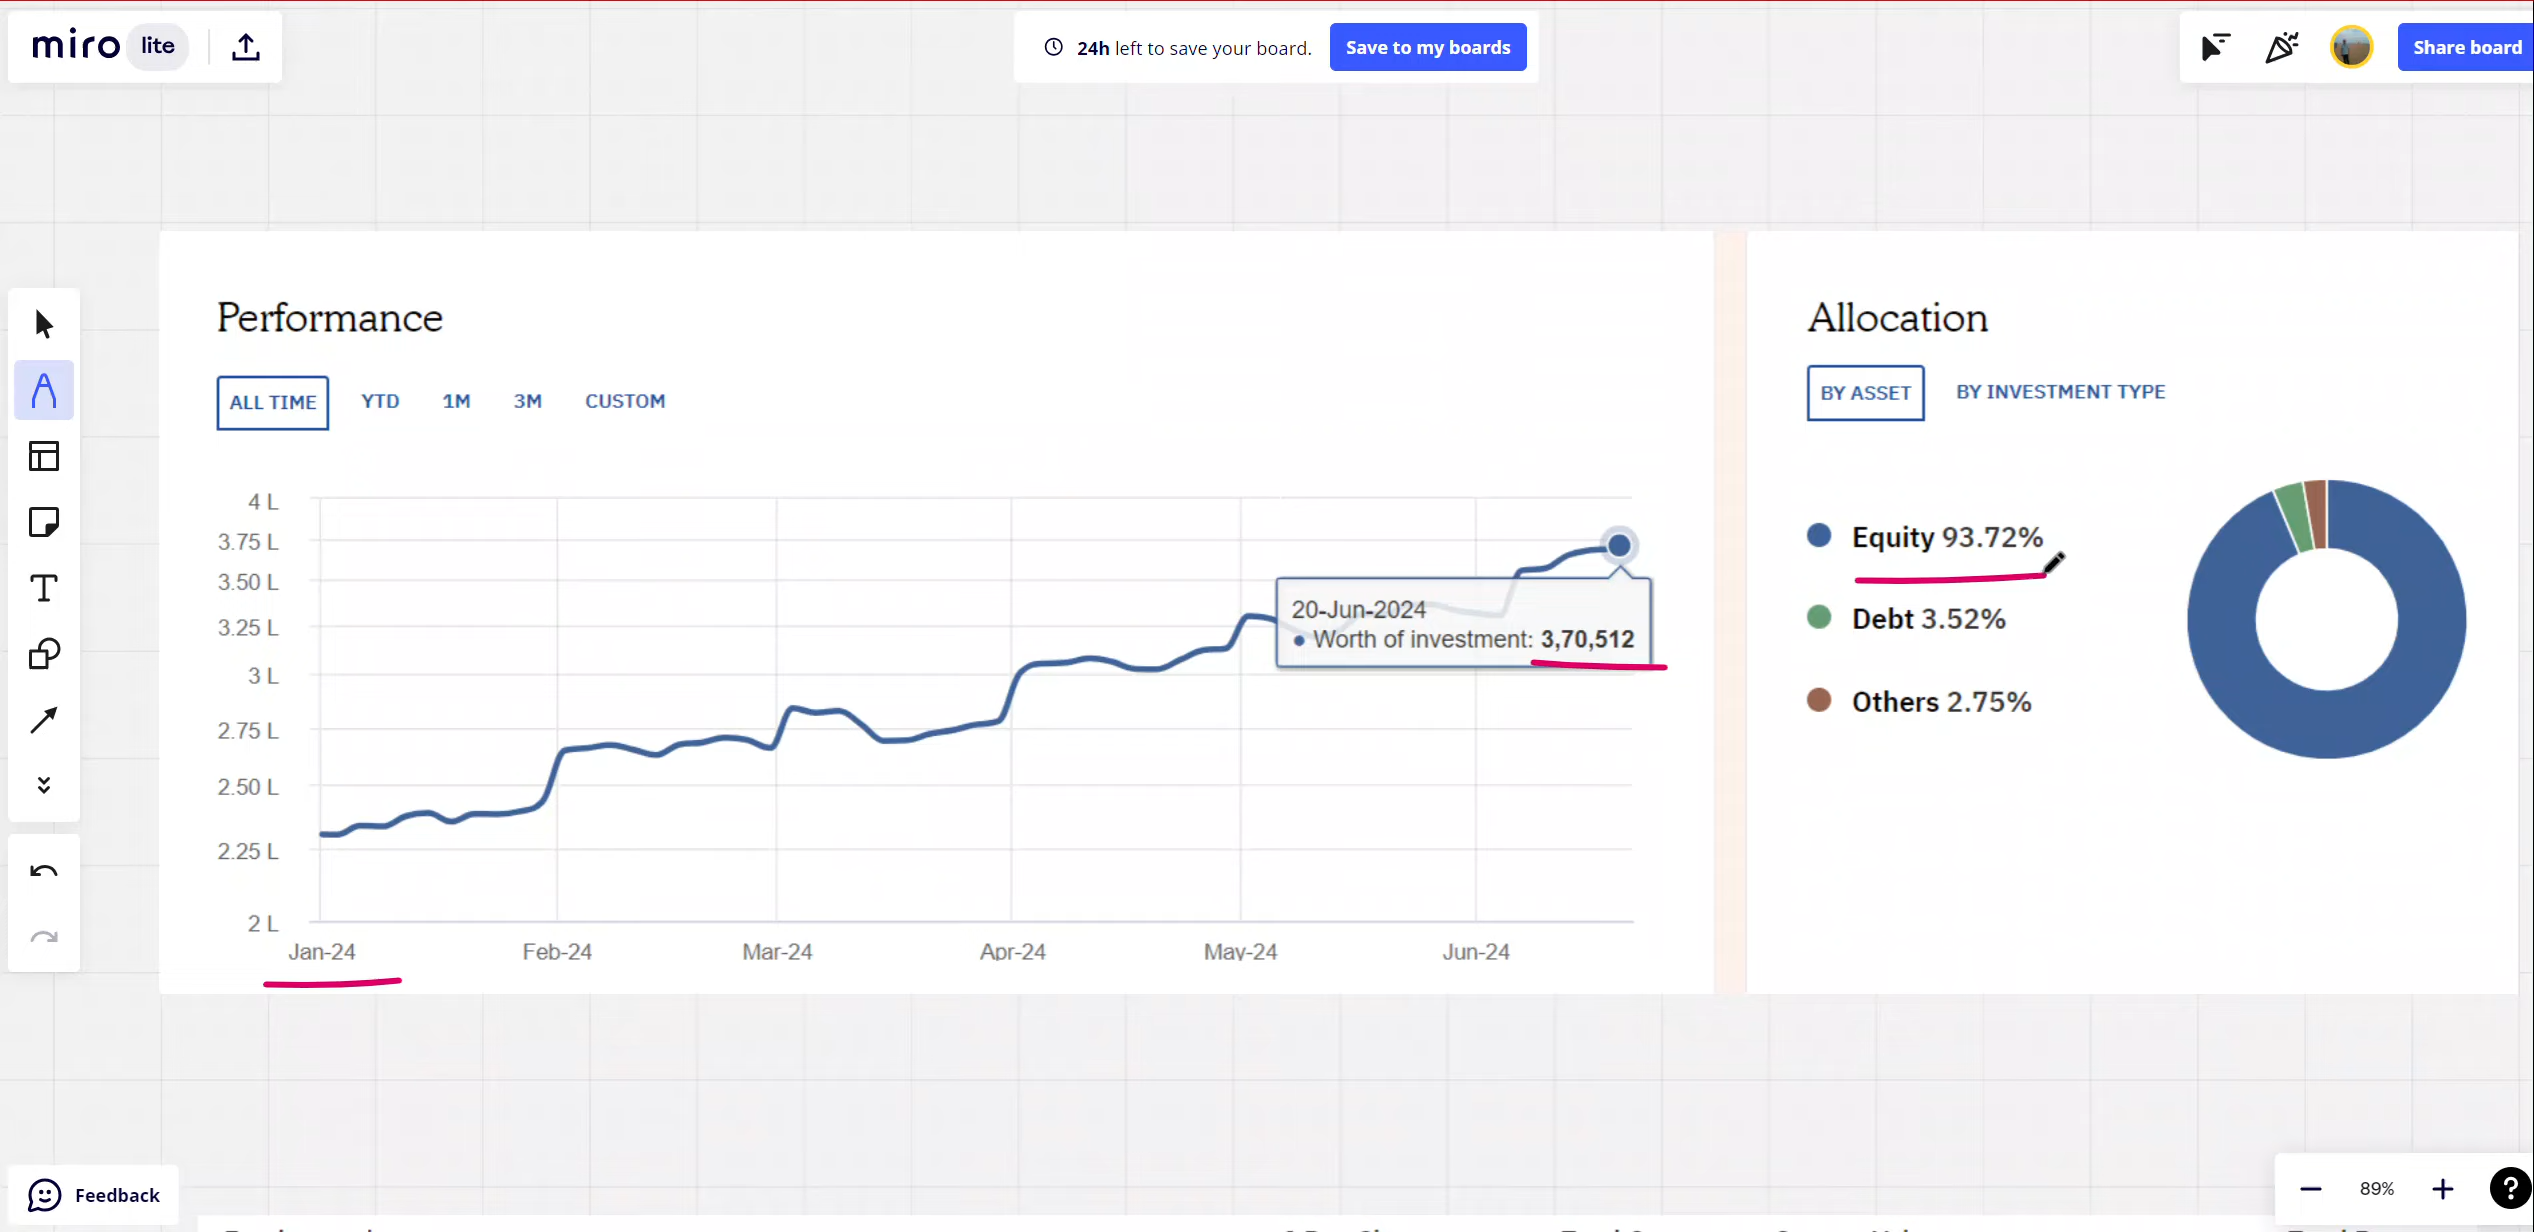 miro lite
24h left to save your board. Save to my boards
Share board
Performance
ALL TIME YTD 1M 3M CUSTOM
4 L
3.75 L
3.50 L
3.25 L
3 L
2.75 L
2.50 L
2.25 L
2 L
Jan-24 Feb-24 Mar-24 Apr-24 May-24 Jun-24
20-Jun-2024
Worth of investment: 3,70,512
Allocation
BY ASSET BY INVESTMENT TYPE
Equity 93.72%
Debt 3.52%
Others 2.75%
Feedback
89%
?